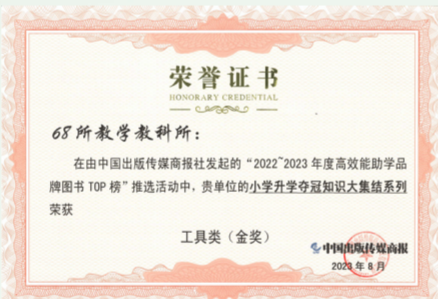 荣誉证书
HONORARY CREDENTIAL
68所教学教科所：
在由中国出版传媒商报社发起的“2022~2023年度高效能助学品
牌图书TOP榜”推选活动中，贵单位的小学升学夺冠知识大集结系列
荣获
工具类（金奖）
中国出版传媒商报
2023年8月